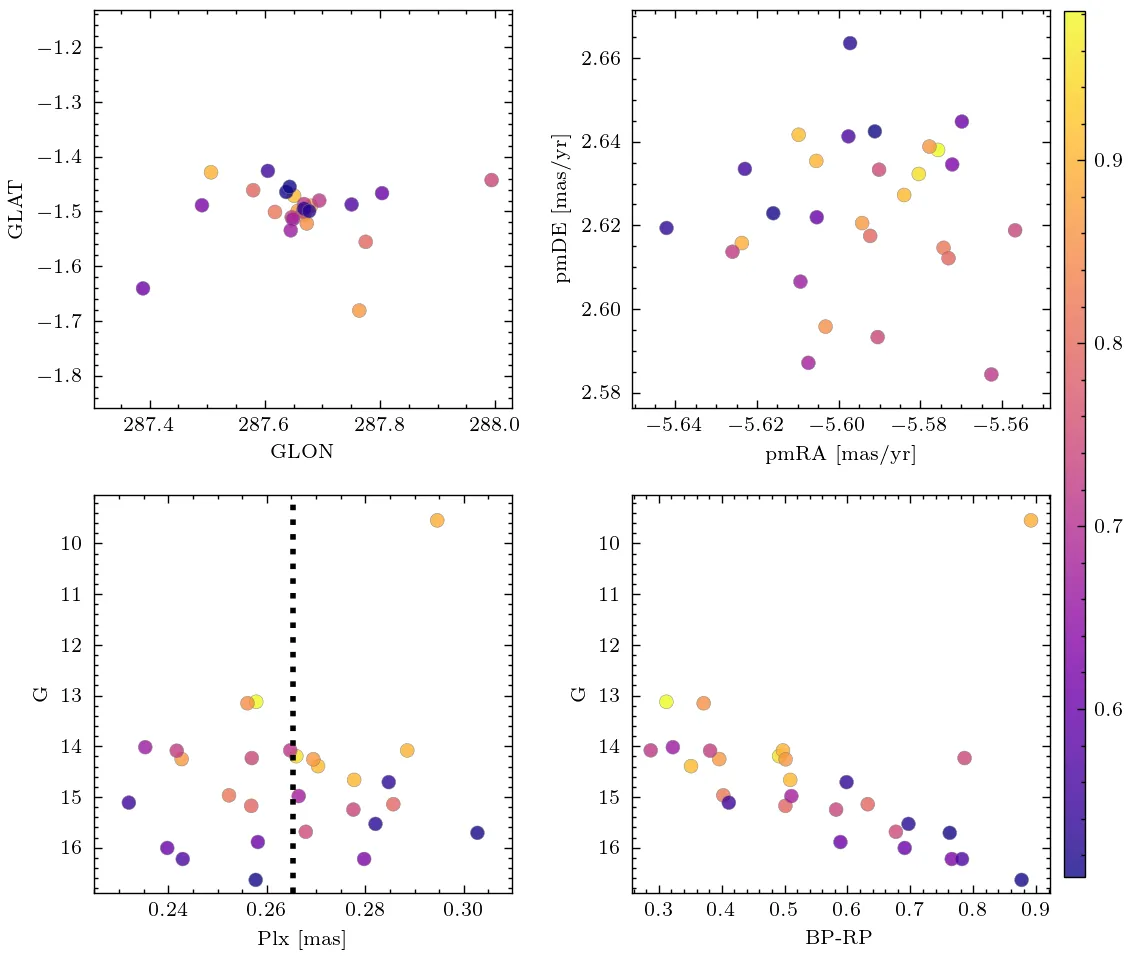 −1.2
−1.3
−1.4
−1.5
−1.6
−1.7
−1.8
GLAT
287.4 287.6 287.8 288.0
GLON
2.66
2.64
2.62
2.60
2.58
pmDE [mas/yr]
−5.64 −5.62 −5.60 −5.58 −5.56
pmRA [mas/yr]
0.9
0.8
0.7
0.6
10
11
12
13
14
15
16
G
0.24 0.26 0.28 0.30
Plx [mas]
10
11
12
13
14
15
16
G
0.3 0.4 0.5 0.6 0.7 0.8 0.9
BP-RP